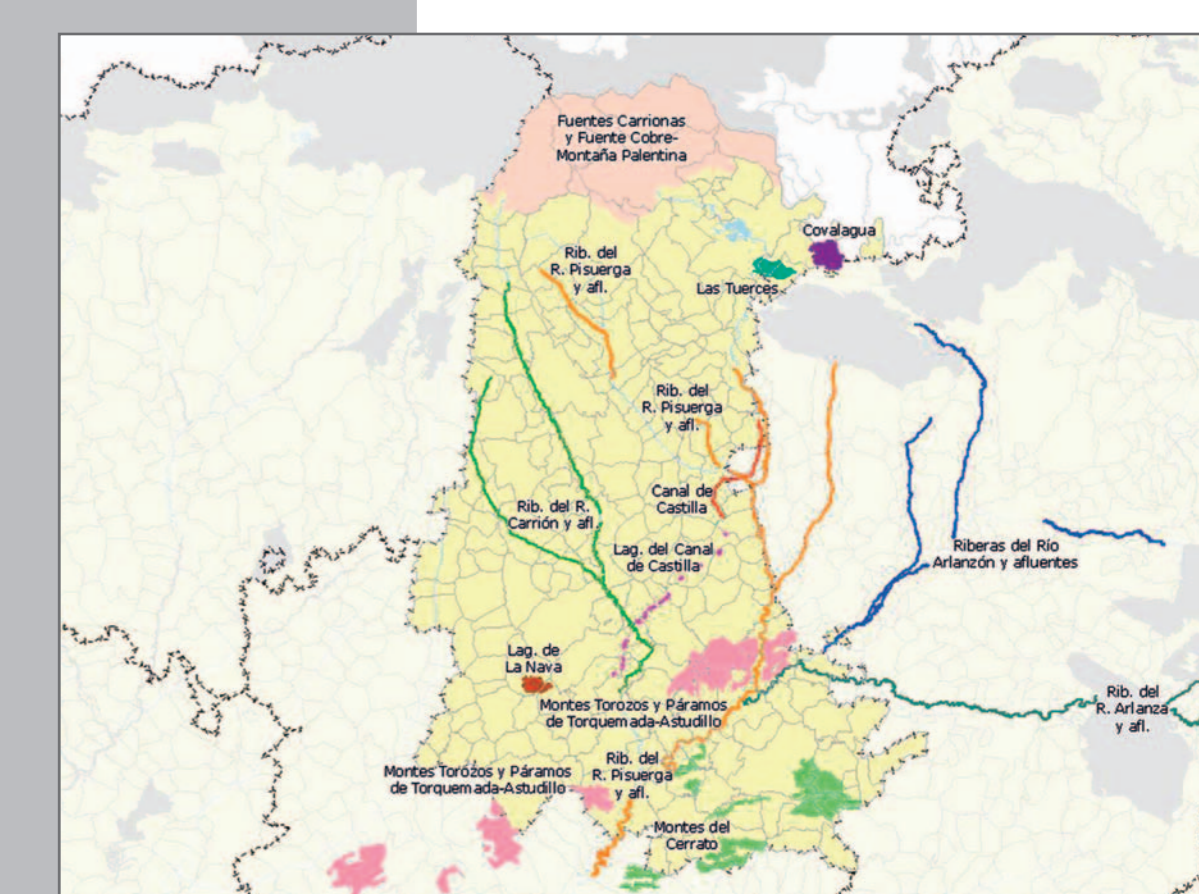 Fuentes Carrionas
y Fuente Cobre-
Montaña Palentina
Covalagua
Rib. del
R. Pisuerga
y afl.
Las Tuerces
Rib. del
R. Pisuerga
y afl.
Canal de
Castilla
Rib. del R.
Carrión y afl.
Lag. del Canal
de Castilla
Riberas del Río
Arlanzón y afluentes
Lag. de
La Nava
Montes Torozos y Páramos
de Torquemada-Astudillo
Rib. del
R. Arlanza
y afl.
Montes Torozos y Páramos
de Torquemada-Astudillo
Rib. del
R. Pisuerga
y afl.
Montes del
Cerrato